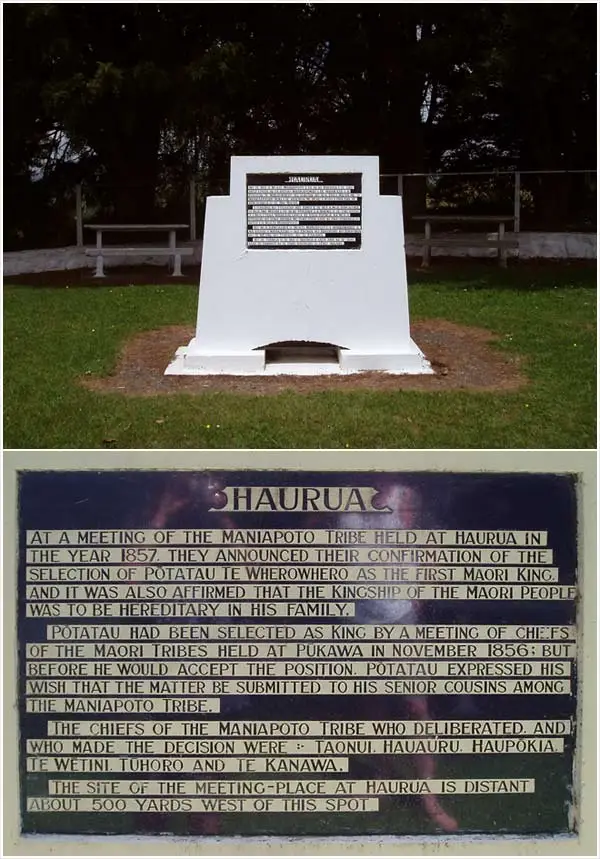 HAURUA
AT A MEETING OF THE MANIAPOTO TRIBE HELD AT HAURUA IN
THE YEAR 1857, THEY ANNOUNCED THEIR CONFIRMATION OF THE
SELECTION OF PŌTATAU TE WHEROWHERO AS THE FIRST MAORI KING,
AND IT WAS ALSO AFFIRMED THAT THE KINGSHIP OF THE MAORI PEOPLE
WAS TO BE HEREDITARY IN HIS FAMILY.
PŌTATAU HAD BEEN SELECTED AS KING BY A MEETING OF CHIEFS
OF THE MAORI TRIBES HELD AT PŪKAWA IN NOVEMBER 1856; BUT
BEFORE HE WOULD ACCEPT THE POSITION, PŌTATAU EXPRESSED HIS
WISH THAT THE MATTER BE SUBMITTED TO HIS SENIOR COUSINS AMONG
THE MANIAPOTO TRIBE.
THE CHIEFS OF THE MANIAPOTO TRIBE WHO DELIBERATED, AND
WHO MADE THE DECISION WERE :- TAONUI, HAUAURU, HAUPŌKIA,
TE WĒTINI, TŪHORO AND TE KANAWA.
THE SITE OF THE MEETING-PLACE AT HAURUA IS DISTANT
ABOUT 500 YARDS WEST OF THIS SPOT.